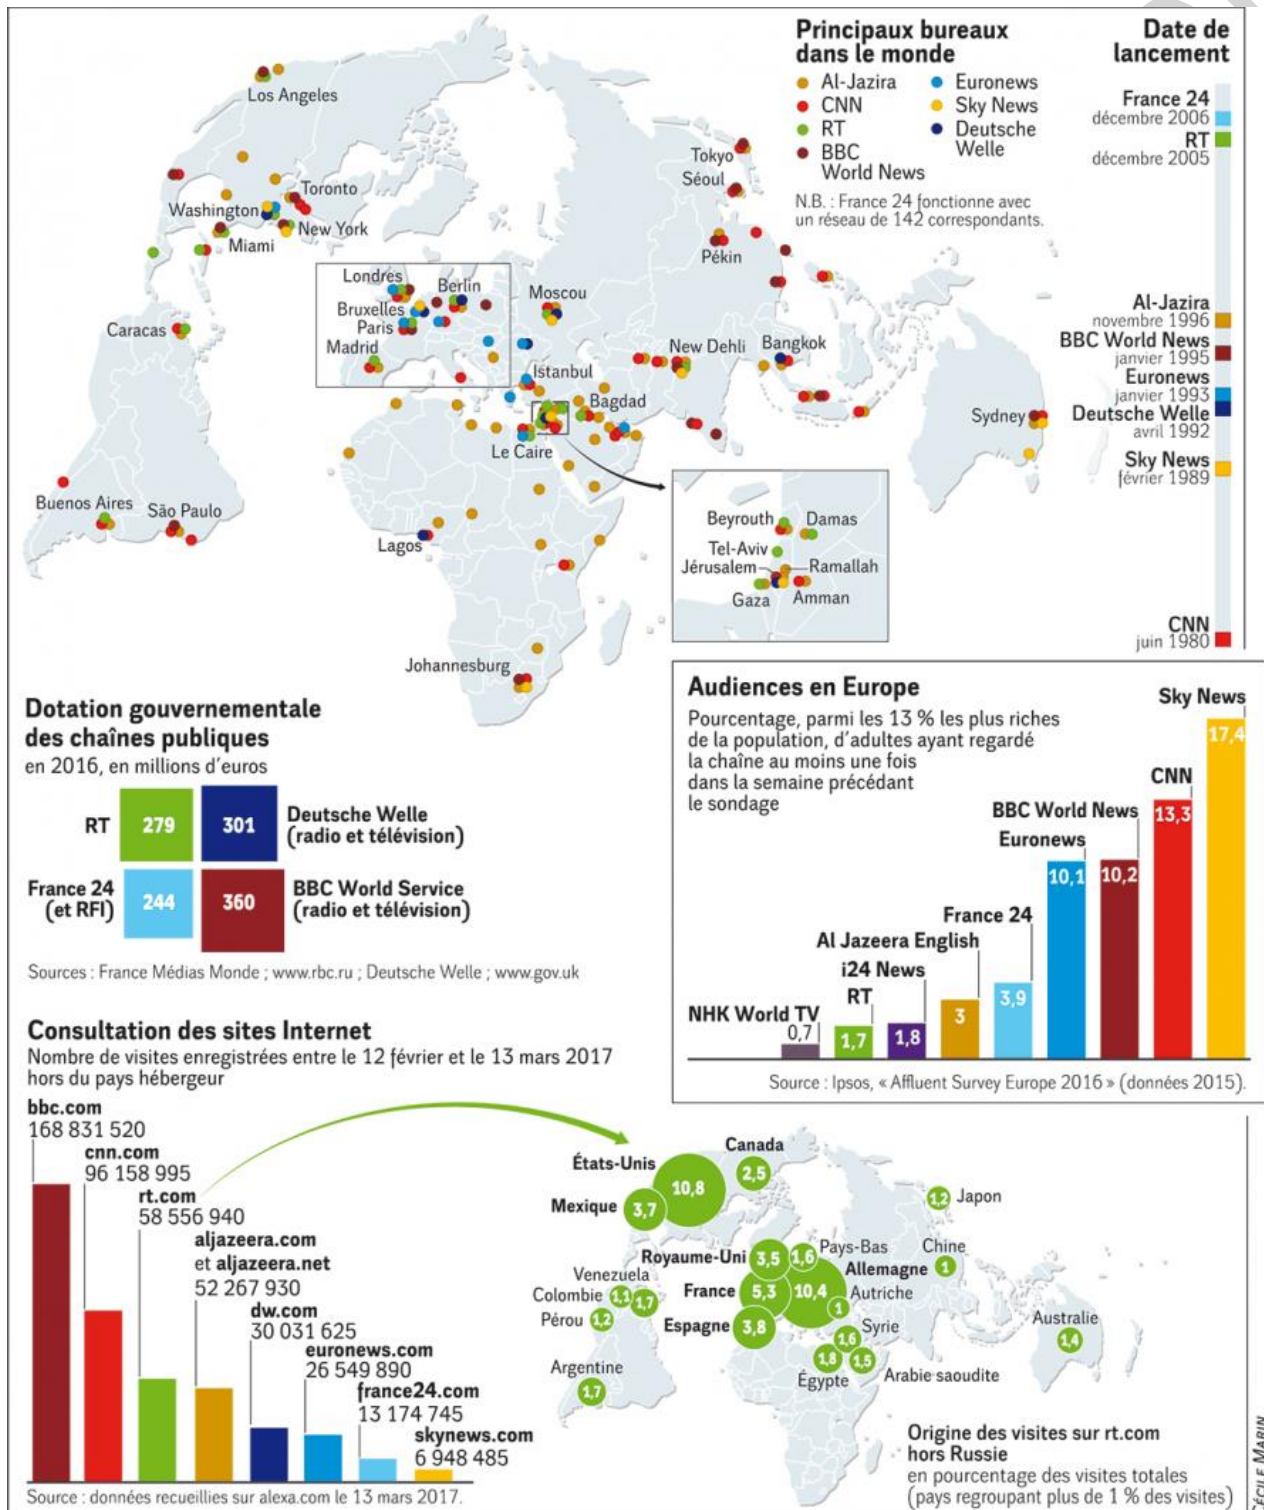 Principaux bureaux
dans le monde
Al-Jazira
CNN
RT
BBC
World News
Euronews
Sky News
Deutsche
Welle
N.B. : France 24 fonctionne avec
un réseau de 142 correspondants.
Date de
lancement
France 24
décembre 2006
RT
décembre 2005
Al-Jazira
novembre 1996
BBC World News
janvier 1995
Euronews
janvier 1993
Deutsche Welle
avril 1992
Sky News
février 1989
CNN
juin 1980
Los Angeles
Toronto
Washington
New York
Miami
Caracas
Buenos Aires
São Paulo
Londres
Berlin
Bruxelles
Paris
Madrid
Moscou
Istanbul
Bagdad
Le Caire
Lagos
Johannesburg
Tokyo
Séoul
Pékin
New Dehli
Bangkok
Sydney
Beyrouth
Damas
Tel-Aviv
Jérusalem
Ramallah
Gaza
Amman
Dotation gouvernementale
des chaînes publiques
en 2016, en millions d’euros
RT
279
301
Deutsche Welle
(radio et télévision)
France 24
(et RFI)
244
360
BBC World Service
(radio et télévision)
Sources : France Médias Monde ; www.rbc.ru ; Deutsche Welle ; www.gov.uk
Audiences en Europe
Pourcentage, parmi les 13 % les plus riches
de la population, d’adultes ayant regardé
la chaîne au moins une fois
dans la semaine précédant
le sondage
NHK World TV
0,7
RT
1,7
i24 News
1,8
Al Jazeera English
3
France 24
3,9
Euronews
10,1
BBC World News
10,2
CNN
13,3
Sky News
17,4
Source : Ipsos, « Affluent Survey Europe 2016 » (données 2015).
Consultation des sites Internet
Nombre de visites enregistrées entre le 12 février et le 13 mars 2017
hors du pays hébergeur
bbc.com
168 831 520
cnn.com
96 158 995
rt.com
58 556 940
aljazeera.com
et aljazeera.net
52 267 930
dw.com
30 031 625
euronews.com
26 549 890
france24.com
13 174 745
skynews.com
6 948 485
Source : données recueillies sur alexa.com le 13 mars 2017.
États-Unis
10,8
Canada
2,5
Mexique
3,7
Japon
1,2
Royaume-Uni
3,5
Pays-Bas
1,6
Chine
1
Allemagne
10,4
France
5,3
Autriche
1
Espagne
3,8
Venezuela
1,7
Colombie
1,1
Pérou
1,2
Argentine
1,7
Syrie
1,6
Égypte
1,8
Arabie saoudite
1,5
Australie
1,4
Origine des visites sur rt.com
hors Russie
en pourcentage des visites totales
(pays regroupant plus de 1 % des visites)
CÉCILE MARIN